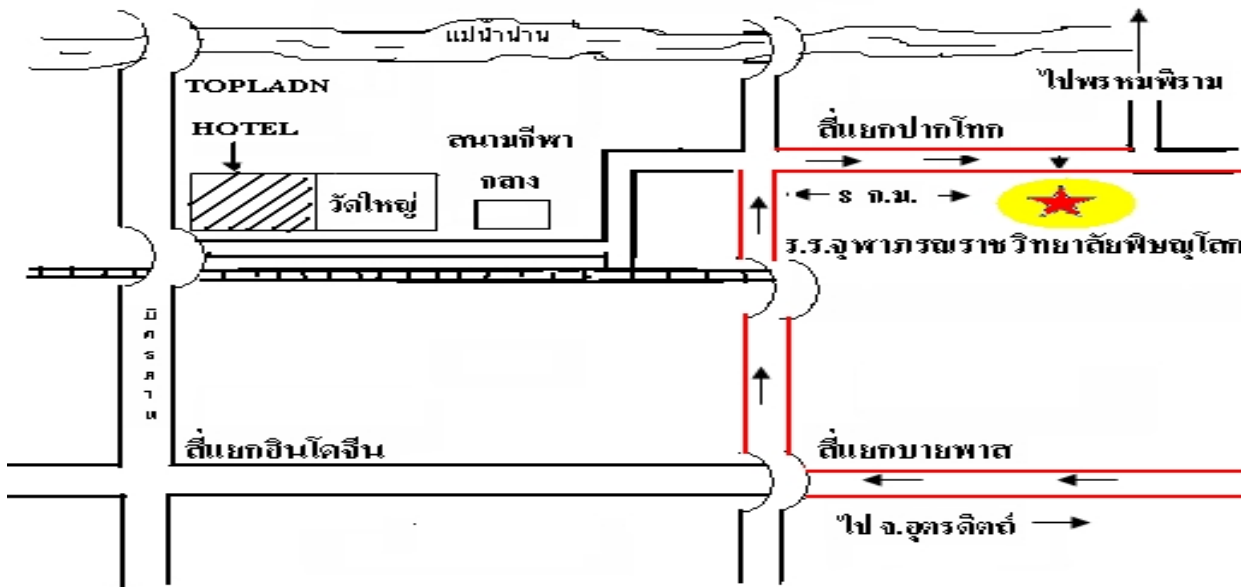 แม่น้ำน่าน
TOPLADN
HOTEL
ไปพรหมพิราม
สี่แยกปากโทก
สนามกีฬา
กลาง
วัดใหญ่
8 ก.ม.
ร.ร.จุฬาภรณราชวิทยาลัยพิษณุโลก
มิตรภาพ
สี่แยกอินโดจีน
สี่แยกบายพาส
ไป จ.อุตรดิตถ์